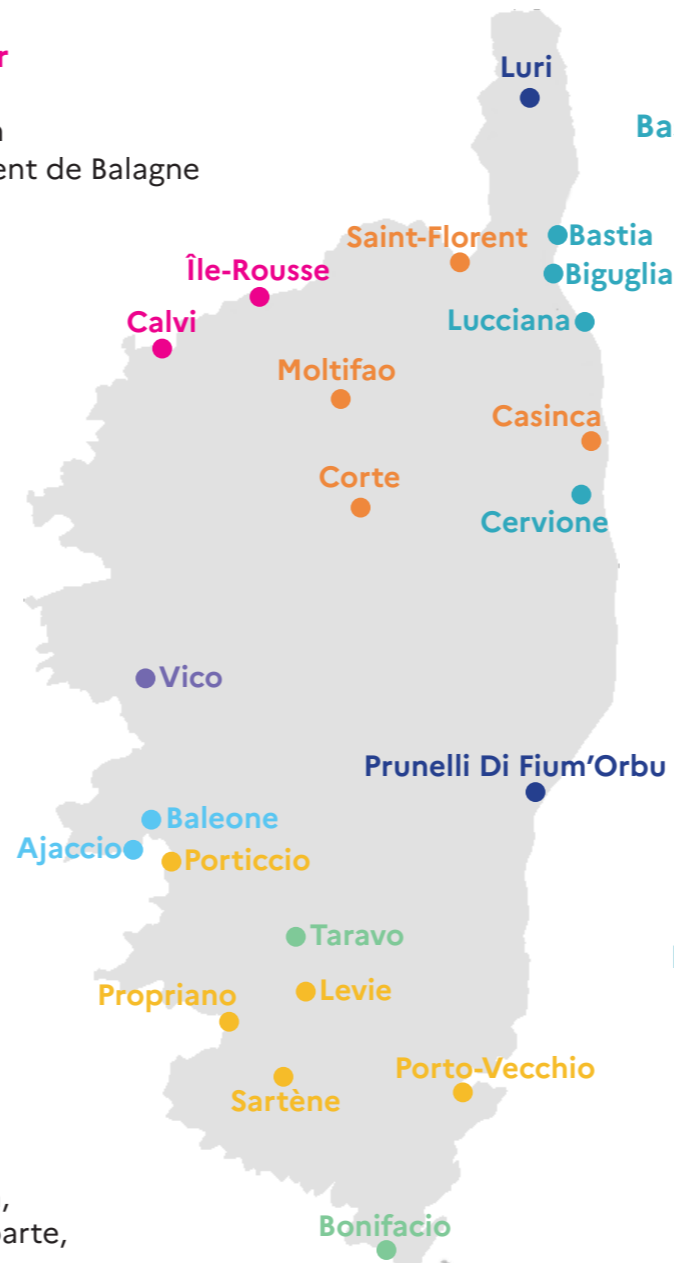 r
Luri
n
Ba
ent de Balagne
Saint-Florent
Bastia
Île-Rousse
Biguglia
Calvi
Lucciana
Moltifao
Casinca
Corte
Cervione
Vico
Prunelli Di Fium’Orbu
Baleone
Ajaccio
Porticcio
Taravo
Levie
Propriano
Porto-Vecchio
Sartène
parte,
Bonifacio